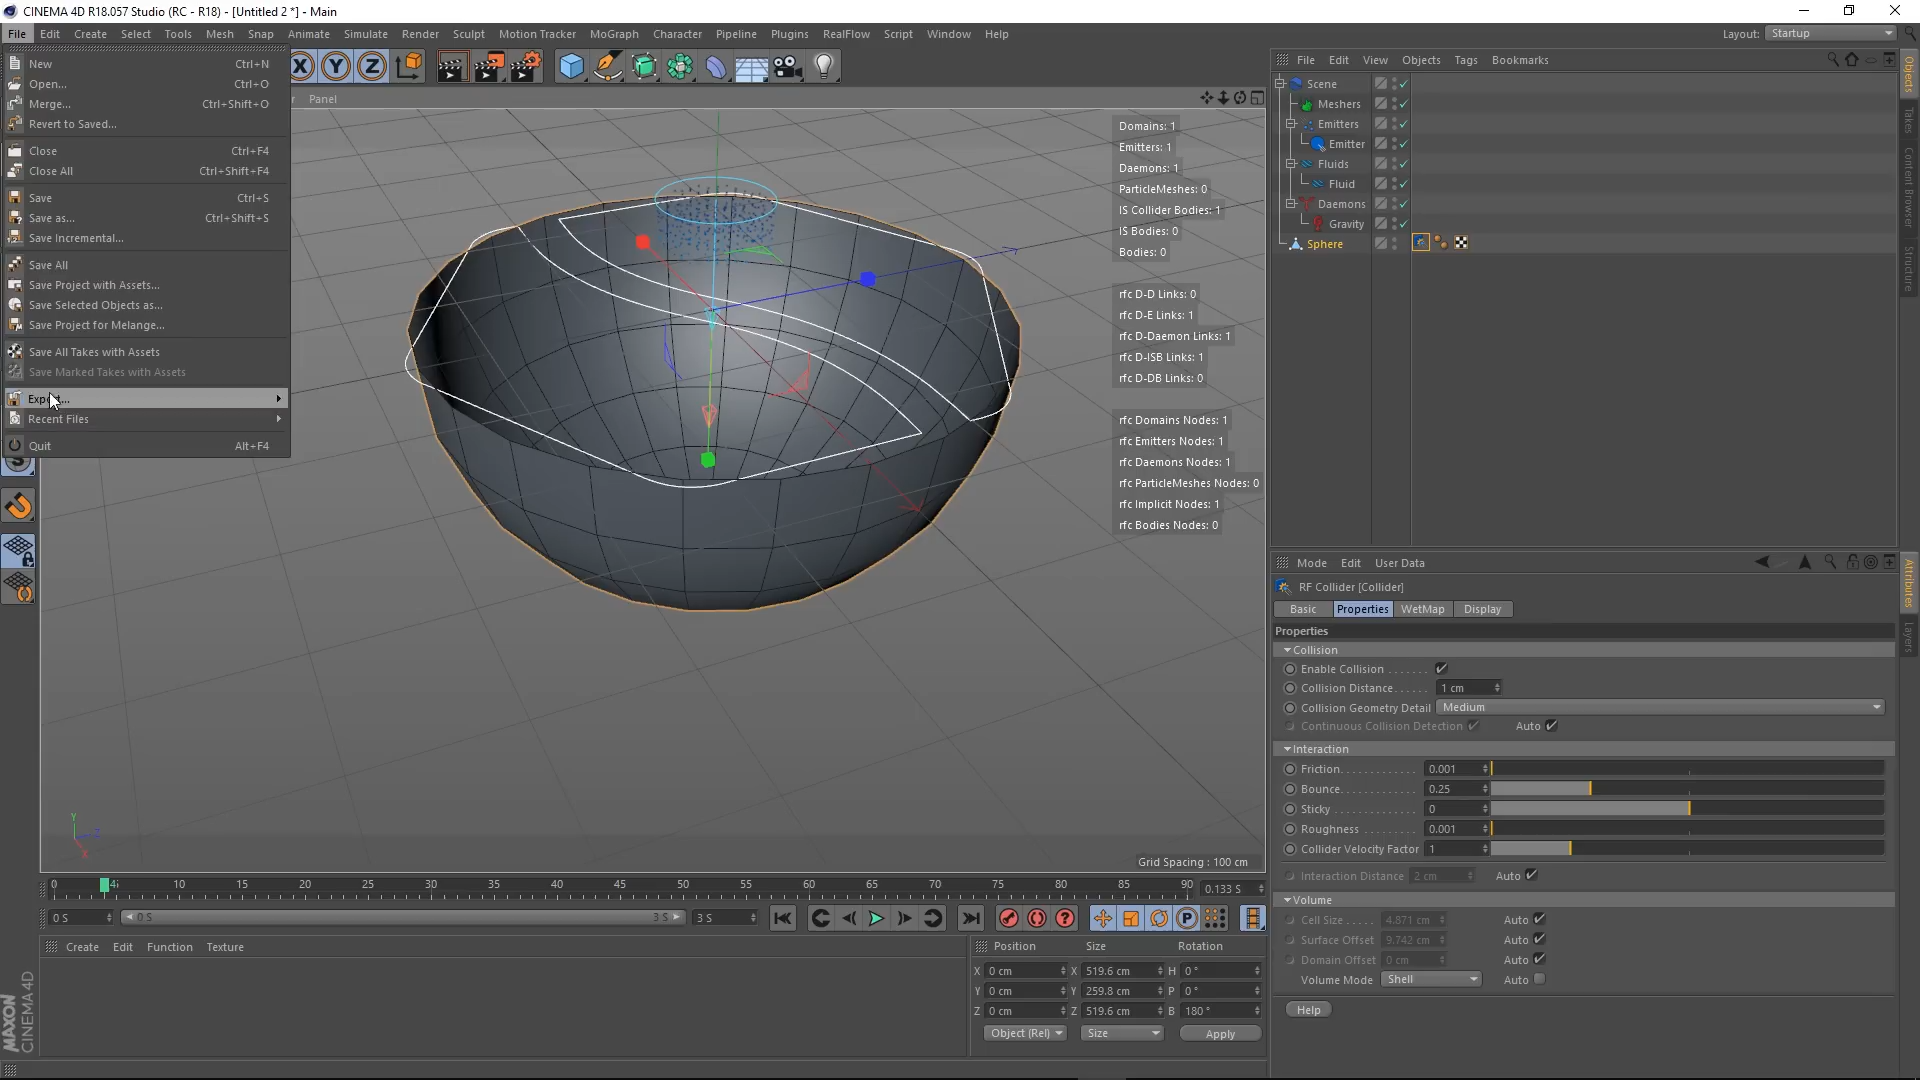 CINEMA 4D R18.057 Studio (RC - R18) - [Untitled 2 *] - Main
File Edit Create Select Tools Mesh Snap Animate Simulate Render Sculpt Motion Tracker MoGraph Character Pipeline Plugins RealFlow Script Window Help
Layout: Startup
New Ctrl+N
Open... Ctrl+O
Merge... Ctrl+Shift+O
Revert to Saved...
Close Ctrl+F4
Close All Ctrl+Shift+F4
Save Ctrl+S
Save as... Ctrl+Shift+S
Save Incremental...
Save All
Save Project with Assets...
Save Selected Objects as...
Save Project for Melange...
Save All Takes with Assets
Save Marked Takes with Assets
Recent Files
Quit Alt+F4
X Y Z
Panel
Domains: 1
Emitters: 1
Daemons: 1
ParticleMeshes: 0
IS Collider Bodies: 1
IS Bodies: 0
Bodies: 0
rfc D-D Links: 0
rfc D-E Links: 1
rfc D-Daemon Links: 1
rfc D-ISB Links: 1
rfc D-DB Links: 0
rfc Domains Nodes: 1
rfc Emitters Nodes: 1
rfc Daemons Nodes: 1
rfc ParticleMeshes Nodes: 0
rfc Implicit Nodes: 1
rfc Bodies Nodes: 0
Y
Z
X
Grid Spacing : 100 cm
File Edit View Objects Tags Bookmarks
Scene
Meshers
Emitters
Emitter
Fluids
Fluid
Daemons
Gravity
Sphere
Objects
Takes
Content Browser
Structure
Mode Edit User Data
RF Collider [Collider]
Basic Properties WetMap Display
Properties
Collision
Enable Collision
Collision Distance 1 cm
Collision Geometry Detail Medium
Continuous Collision Detection Auto
Interaction
Friction 0.001
Bounce 0.25
Sticky 0
Roughness 0.001
Collider Velocity Factor 1
Interaction Distance 2 cm Auto
Volume
Cell Size 4.871 cm Auto
Surface Offset 9.742 cm Auto
Domain Offset 0 cm Auto
Volume Mode Shell Auto
Help
Attributes
Layers
0 4 10 15 20 25 30 35 40 45 50 55 60 65 70 75 80 85 90 0.133 S
0 S 0 S 3 S 3 S
P
Create Edit Function Texture
Position Size Rotation
X 0 cm X 519.6 cm H 0 °
Y 0 cm Y 259.8 cm P 0 °
Z 0 cm Z 519.6 cm B 180 °
Object (Rel) Size Apply
MAXON
CINEMA 4D